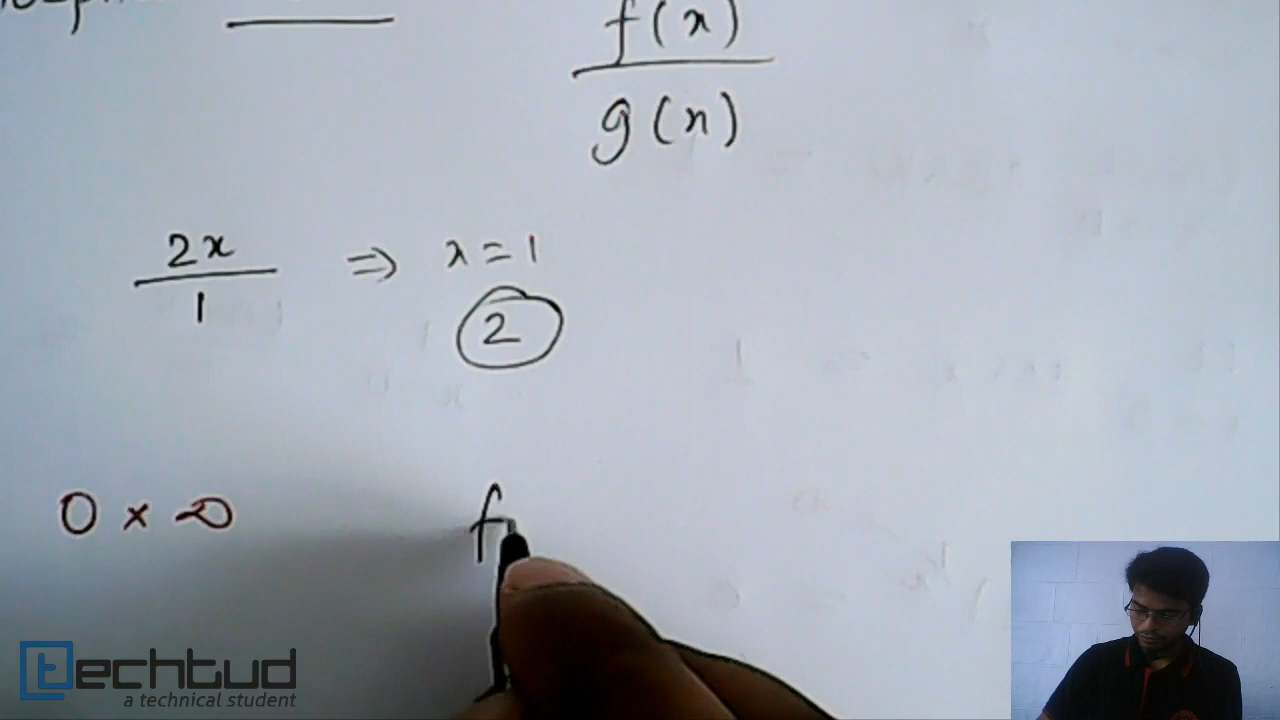 f(x)
g(x)
2x ⇒ x = 1
1
2
0 × ∞ f
techtud
a technical student